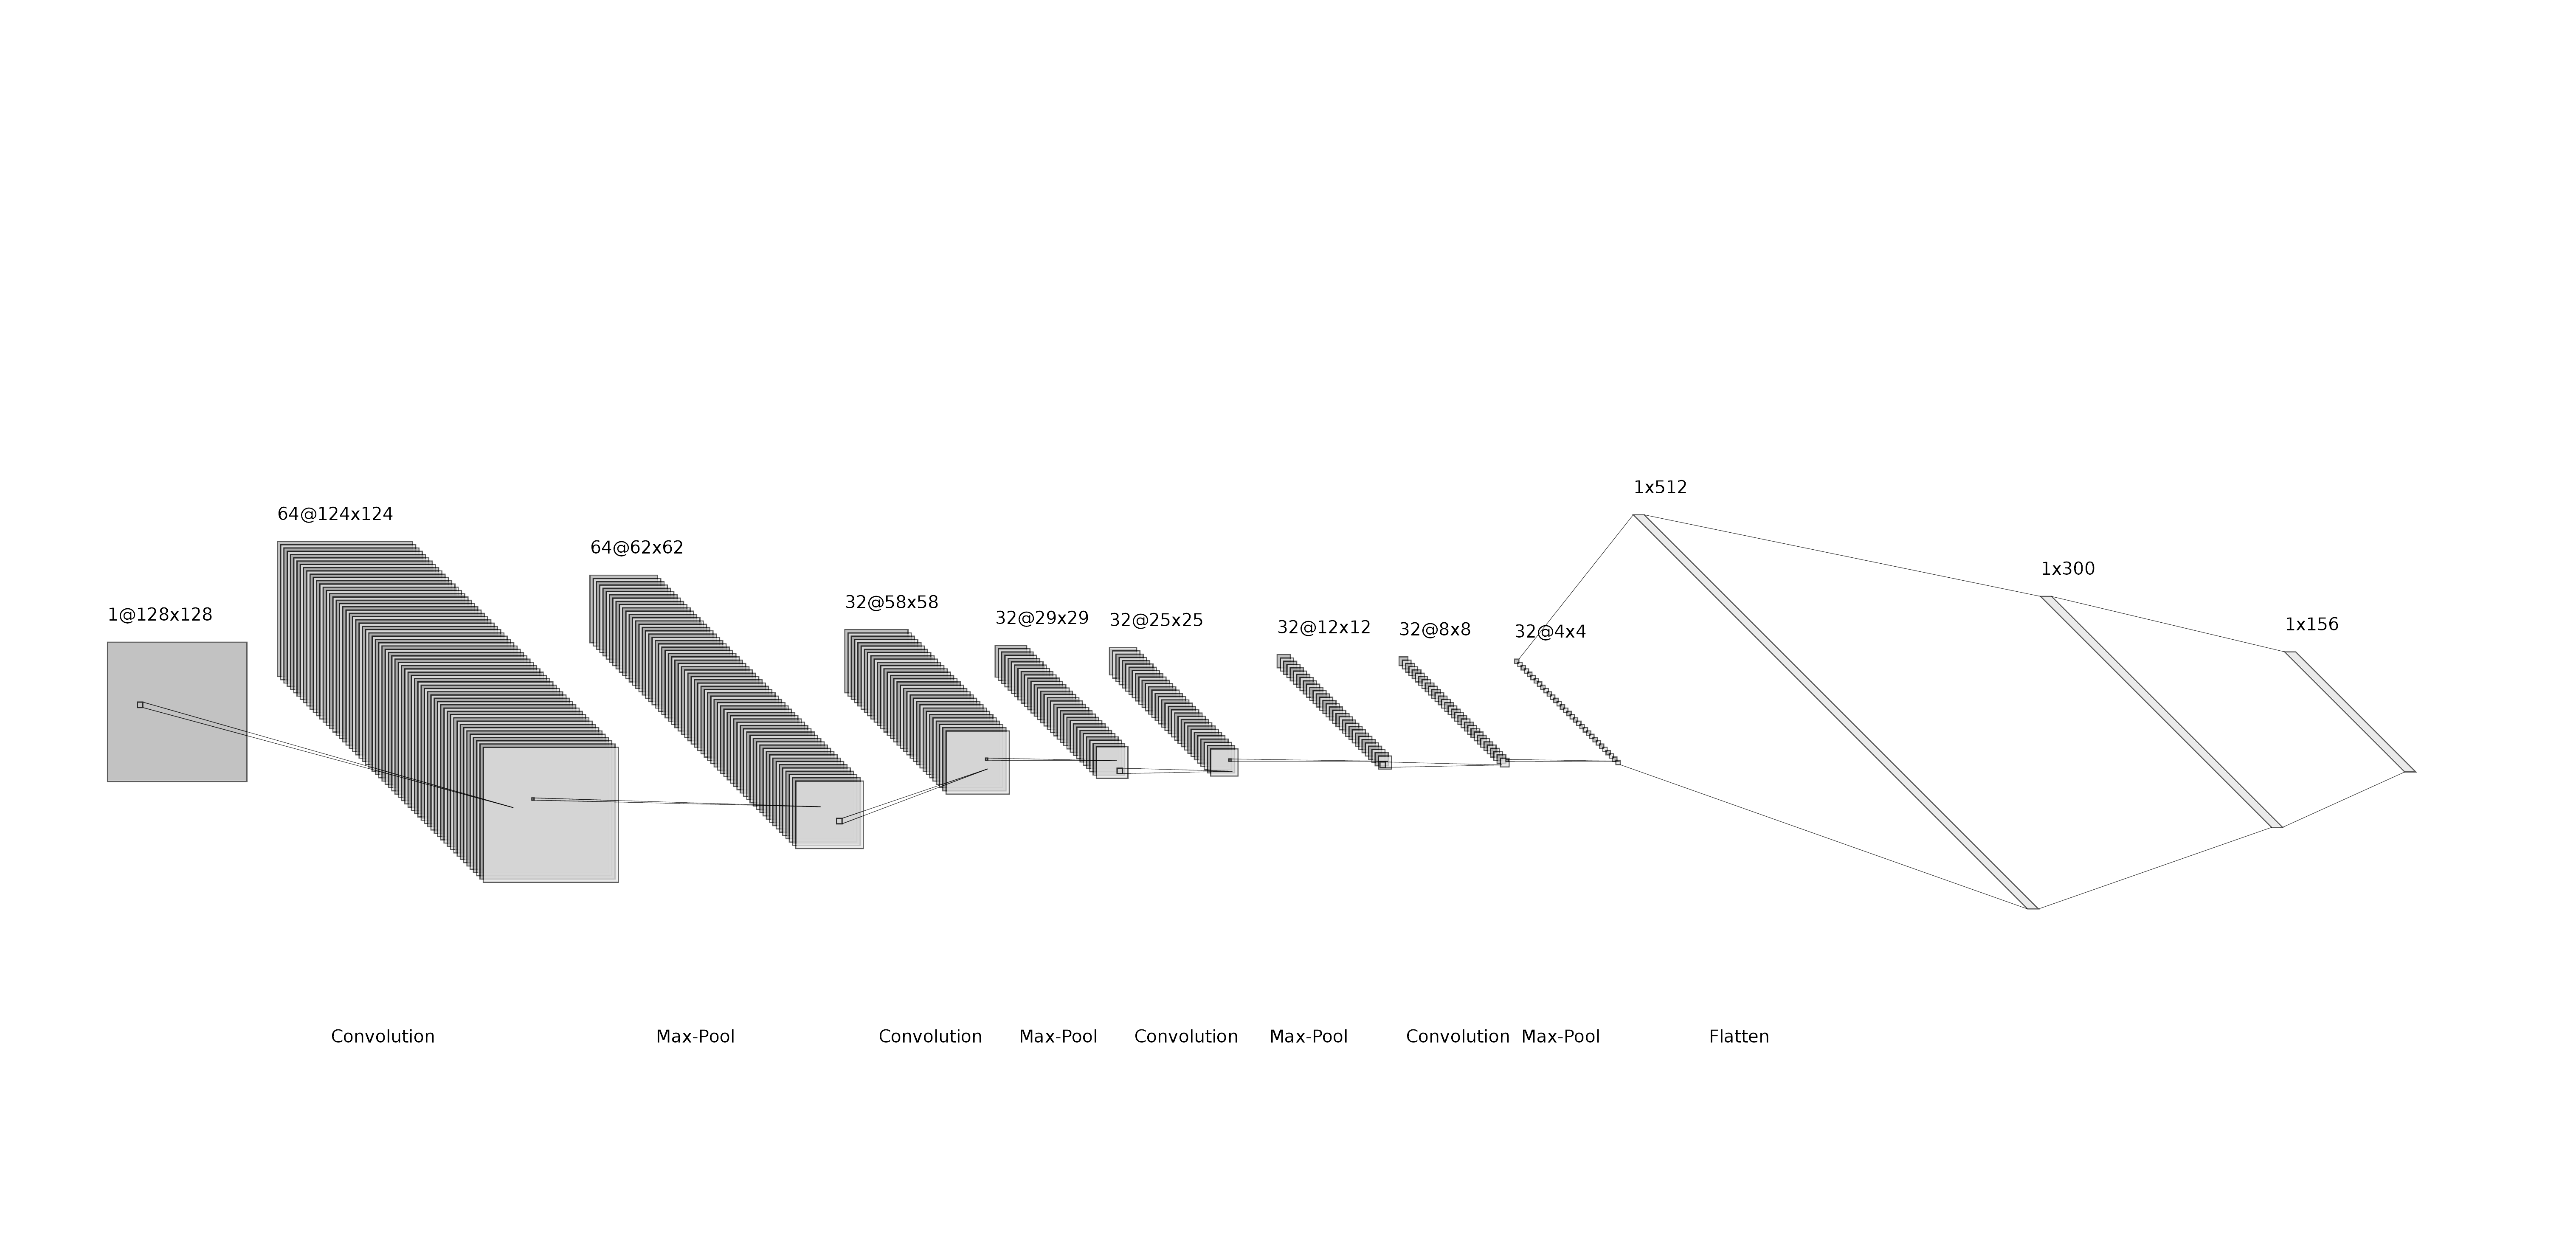 1@128x128
64@124x124
64@62x62
32@58x58
32@29x29
32@25x25
32@12x12
32@8x8
32@4x4
1x512
1x300
1x156
Convolution
Max-Pool
Convolution
Max-Pool
Convolution
Max-Pool
Convolution
Max-Pool
Flatten